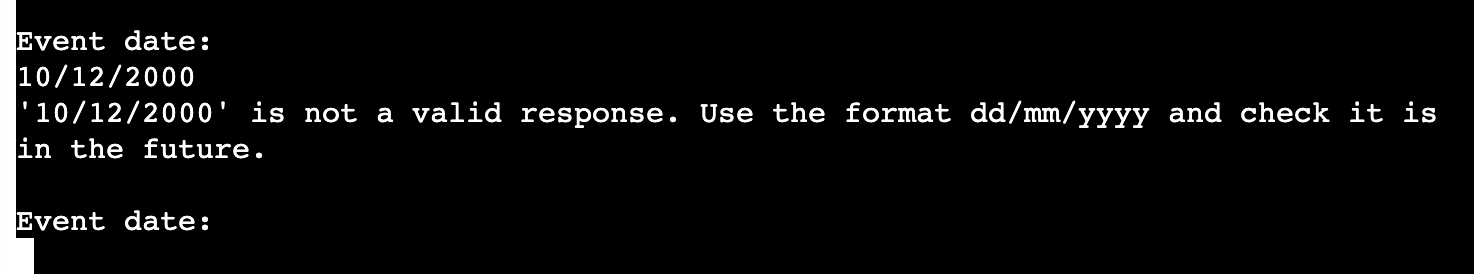 Event date:
10/12/2000
'10/12/2000' is not a valid response. Use the format dd/mm/yyyy and check it is
in the future.
Event date: